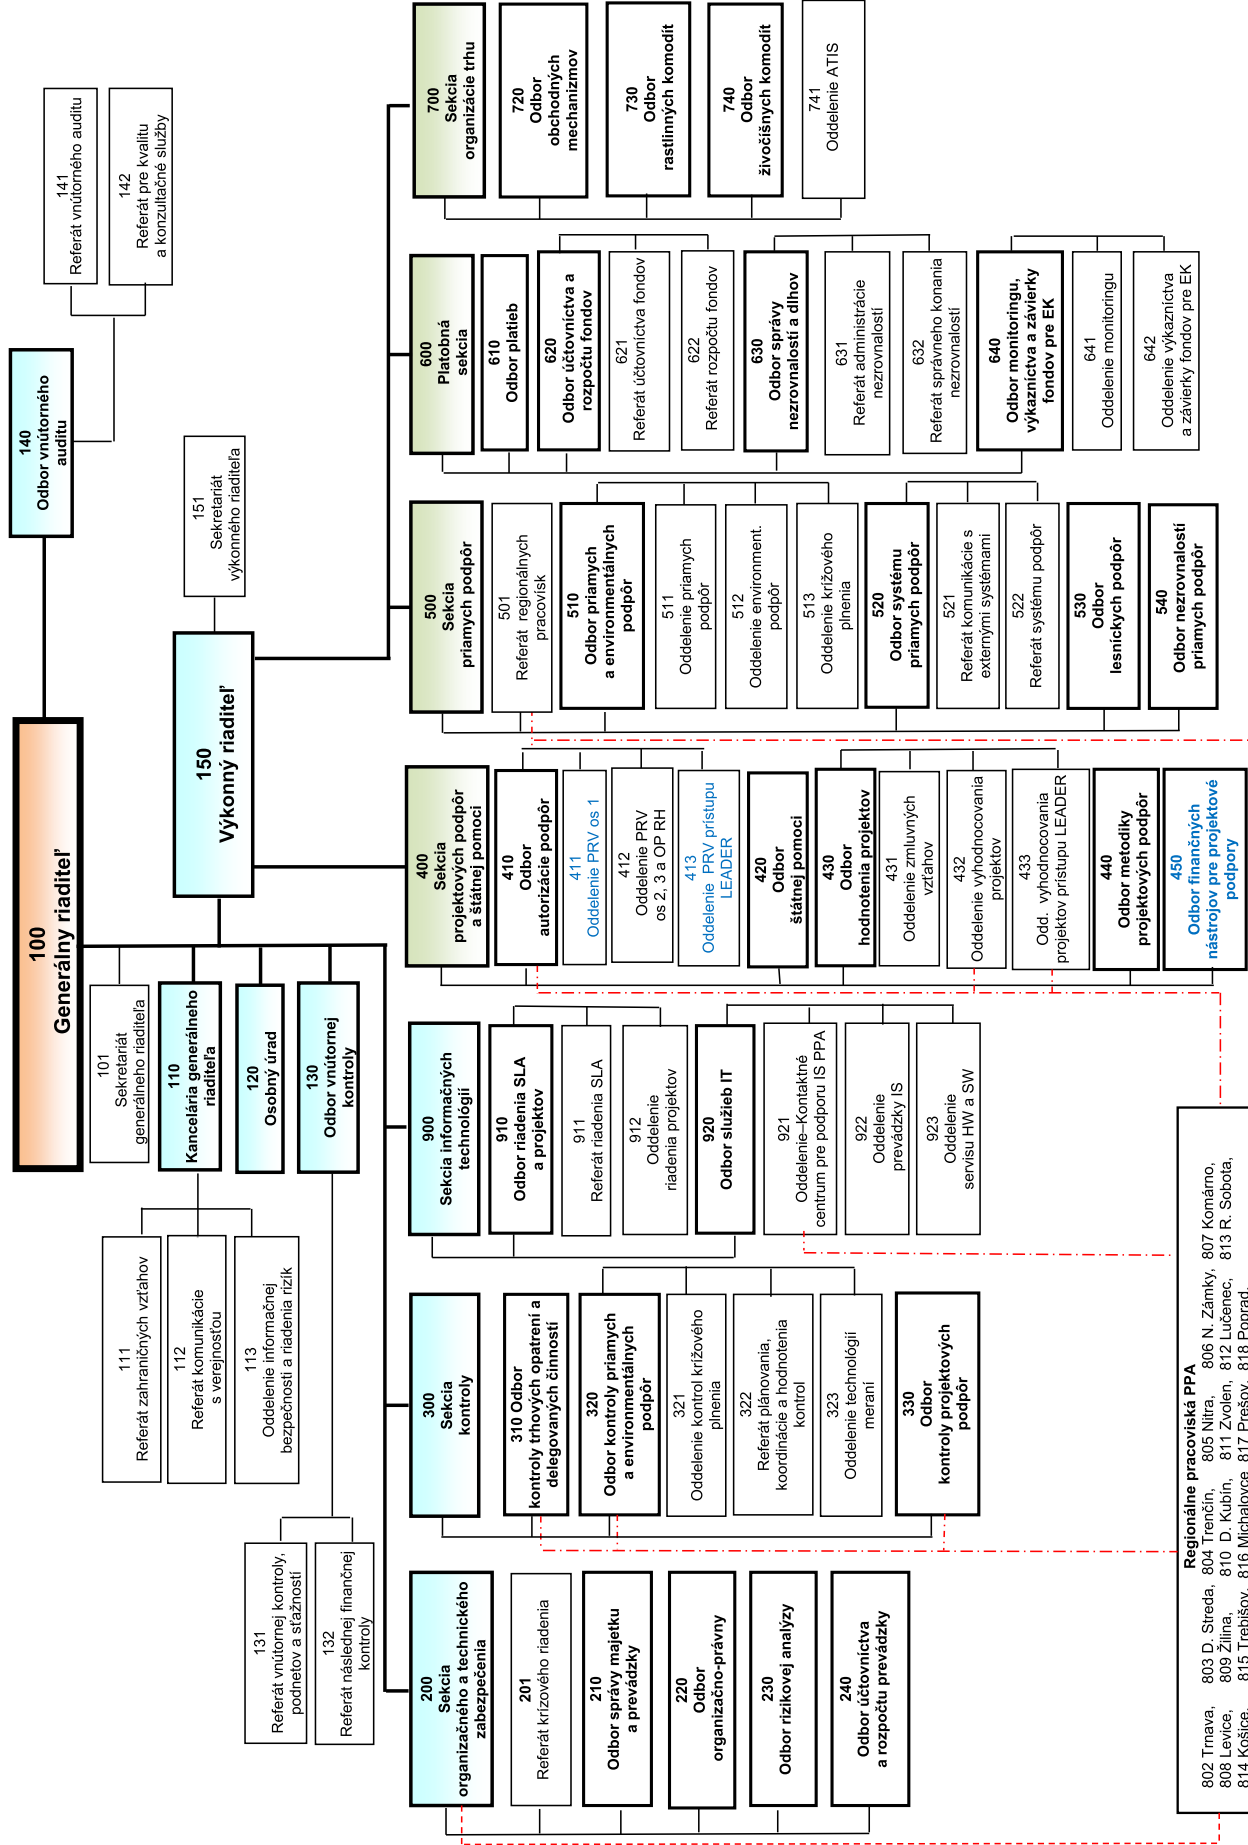 100
Generálny riaditeľ
140
Odbor vnútorného
auditu
141
Referát vnútorného auditu
142
Referát pre kvalitu
a konzultačné služby
101
Sekretariát
generálneho riaditeľa
110
Kancelária generálneho
riaditeľa
120
Osobný úrad
130
Odbor vnútornej
kontroly
111
Referát zahraničných vzťahov
112
Referát komunikácie
s verejnosťou
113
Oddelenie informačnej
bezpečnosti a riadenia rizík
131
Referát vnútornej kontroly,
podnetov a sťažností
132
Referát následnej finančnej
kontroly
150
Výkonný riaditeľ
151
Sekretariát
výkonného riaditeľa
200
Sekcia
organizačného a technického
zabezpečenia
201
Referát krízového riadenia
210
Odbor správy majetku
a prevádzky
220
Odbor
organizačno-právny
230
Odbor rizikovej analýzy
240
Odbor účtovníctva
a rozpočtu prevádzky
300
Sekcia
kontroly
310 Odbor
kontroly trhových opatrení a
delegovaných činností
320
Odbor kontroly priamych
a environmentálnych
podpôr
321
Oddelenie kontrol krížového
plnenia
322
Referát plánovania,
koordinácie a hodnotenia
kontrol
323
Oddelenie technológií
meraní
330
Odbor
kontroly projektových
podpôr
900
Sekcia informačných
technológií
910
Odbor riadenia SLA
a projektov
911
Referát riadenia SLA
912
Oddelenie
riadenia projektov
920
Odbor služieb IT
921
Oddelenie–Kontaktné
centrum pre podporu IS PPA
922
Oddelenie
prevádzky IS
923
Oddelenie
servisu HW a SW
400
Sekcia
projektových podpôr
a štátnej pomoci
410
Odbor
autorizácie podpôr
411
Oddelenie PRV os 1
412
Oddelenie PRV
os 2, 3 a OP RH
413
Oddelenie PRV prístupu
LEADER
420
Odbor
štátnej pomoci
430
Odbor
hodnotenia projektov
431
Oddelenie zmluvných
vzťahov
432
Oddelenie vyhodnocovania
projektov
433
Odd. vyhodnocovania
projektov prístupu LEADER
440
Odbor metodiky
projektových podpôr
450
Odbor finančných
nástrojov pre projektové
podpory
500
Sekcia
priamych podpôr
501
Referát regionálnych
pracovísk
510
Odbor priamych
a environmentálnych
podpôr
511
Oddelenie priamych
podpôr
512
Oddelenie environment.
podpôr
513
Oddelenie krížového
plnenia
520
Odbor systému
priamych podpôr
521
Referát komunikácie s
externými systémami
522
Referát systému podpôr
530
Odbor
lesníckych podpôr
540
Odbor nezrovnalostí
priamych podpôr
600
Platobná
sekcia
610
Odbor platieb
620
Odbor účtovníctva a
rozpočtu fondov
621
Referát účtovníctva fondov
622
Referát rozpočtu fondov
630
Odbor správy
nezrovnalostí a dlhov
631
Referát administrácie
nezrovnalostí
632
Referát správneho konania
nezrovnalostí
640
Odbor monitoringu,
výkazníctva a závierky
fondov pre EK
641
Oddelenie monitoringu
642
Oddelenie výkazníctva
a závierky fondov pre EK
700
Sekcia
organizácie trhu
720
Odbor
obchodných
mechanizmov
730
Odbor
rastlinných komodít
740
Odbor
živočíšnych komodít
741
Oddelenie ATIS
Regionálne pracoviská PPA
802 Trnava, 803 D. Streda, 804 Trenčín, 805 Nitra, 806 N. Zámky, 807 Komárno,
808 Levice, 809 Žilina, 810 D. Kubín, 811 Zvolen, 812 Lučenec, 813 R. Sobota,
814 Košice, 815 Trebišov, 816 Michalovce 817 Prešov, 818 Poprad,